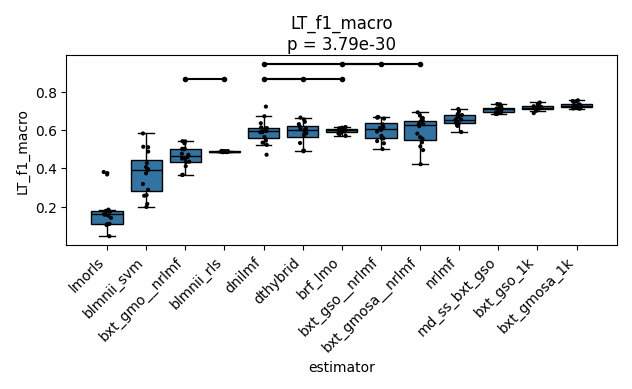 LT_f1_macro
p = 3.79e-30
LT_f1_macro
0.8
0.6
0.4
0.2
lmorls
blmnii_svm
bxt_gmo__nrlmf
blmnii_rls
dnilmf
dthybrid
brf_lmo
bxt_gso__nrlmf
bxt_gmosa__nrlmf
nrlmf
md_ss_bxt_gso
bxt_gso_1k
bxt_gmosa_1k
estimator